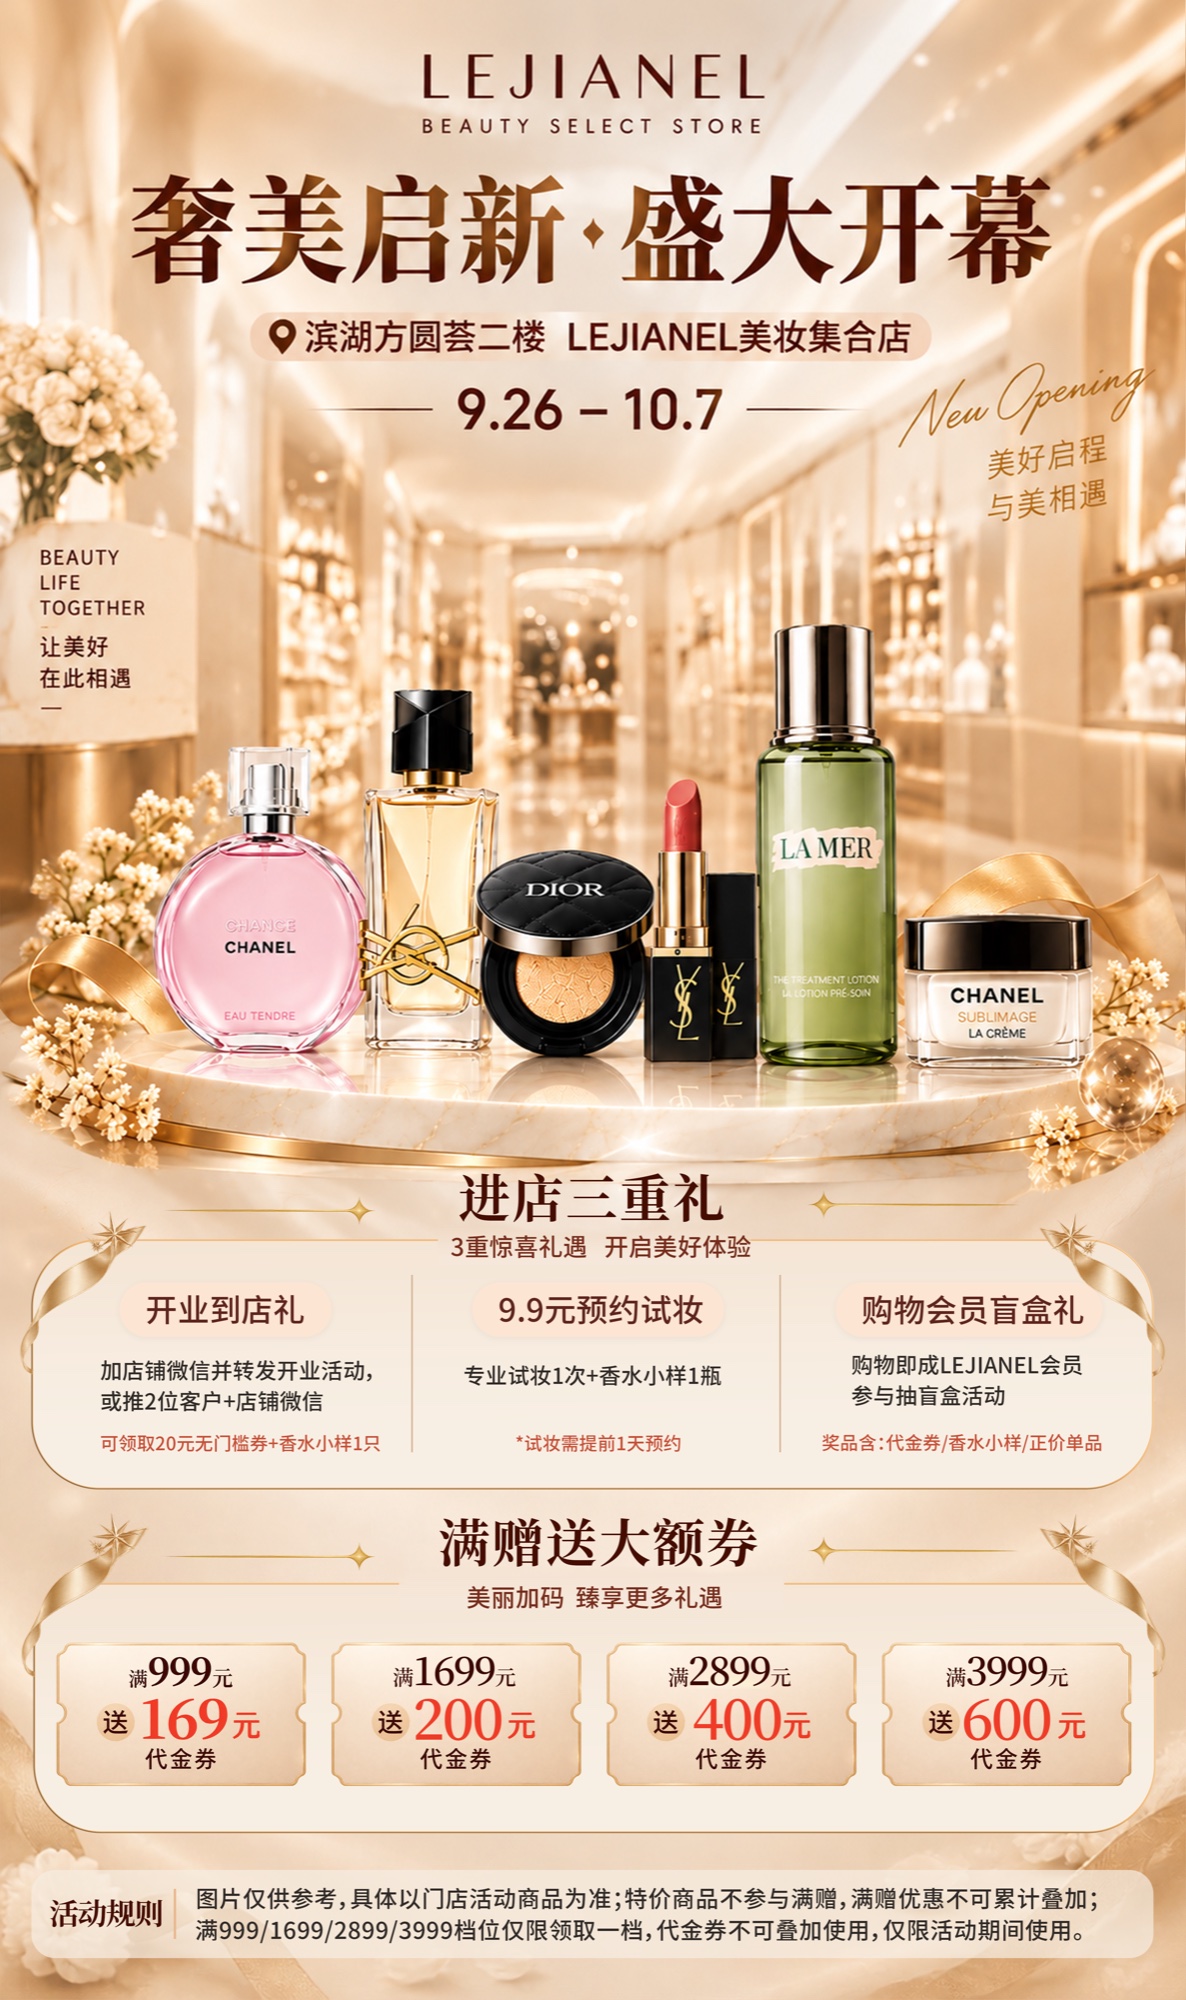 LEJIANEL
BEAUTY SELECT STORE
奢美启新·盛大开幕
滨湖方圆荟二楼 LEJIANEL美妆集合店
9.26 – 10.7
New Opening
美好启程
与美相遇
BEAUTY
LIFE
TOGETHER
让美好
在此相遇
CHANCE
CHANEL
EAU TENDRE
DIOR
YSL
YSL
LA MER
THE TREATMENT LOTION
LA LOTION PRÉ-SOIN
CHANEL
SUBLIMAGE
LA CRÈME
进店三重礼
3重惊喜礼遇 开启美好体验
开业到店礼
加店铺微信并转发开业活动,
或推2位客户+店铺微信
可领取20元无门槛券+香水小样1只
9.9元预约试妆
专业试妆1次+香水小样1瓶
*试妆需提前1天预约
购物会员盲盒礼
购物即成LEJIANEL会员
参与抽盲盒活动
奖品含:代金券/香水小样/正价单品
满赠送大额券
美丽加码 臻享更多礼遇
满999元
送169元
代金券
满1699元
送200元
代金券
满2899元
送400元
代金券
满3999元
送600元
代金券
活动规则
图片仅供参考,具体以门店活动商品为准;特价商品不参与满赠,满赠优惠不可累计叠加;
满999/1699/2899/3999档位仅限领取一档,代金券不可叠加使用,仅限活动期间使用。